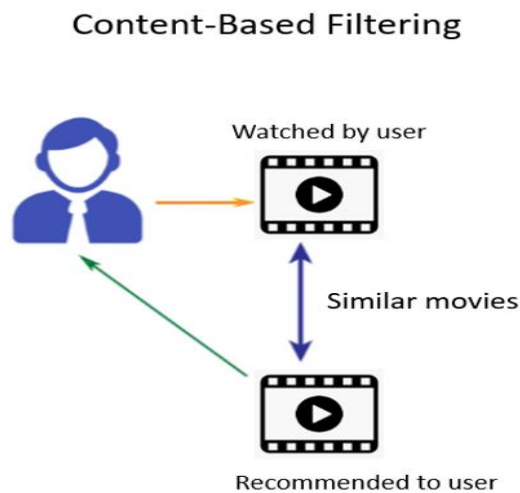 Content-Based Filtering
Watched by user
Similar movies
Recommended to user